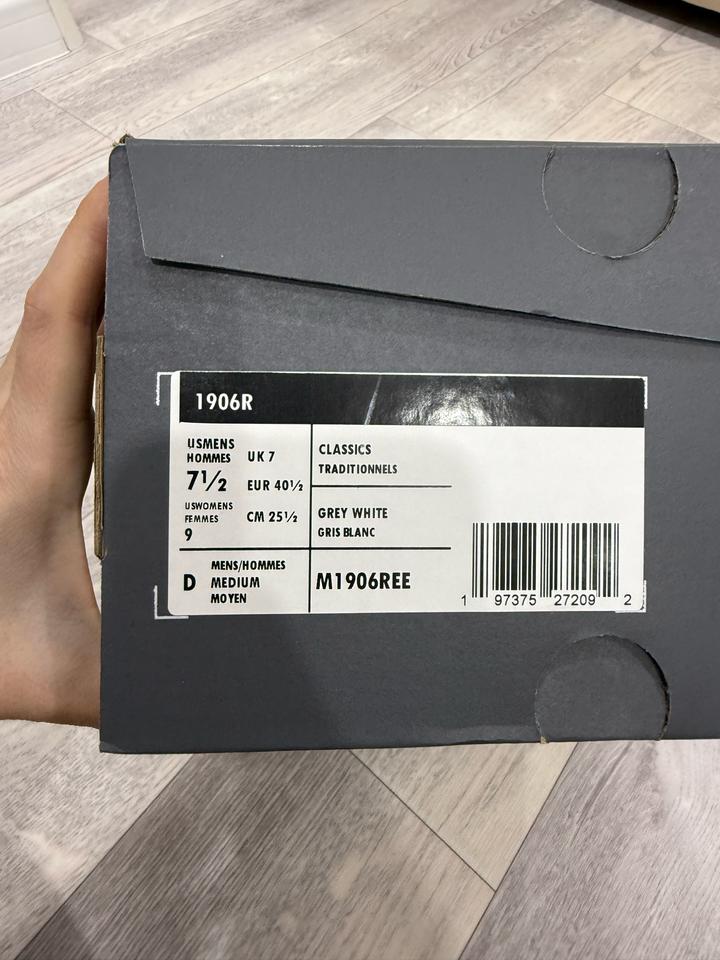 1906R
USMENS
HOMMES
7½
UK 7
EUR 40½
CM 25½
USWOMENS
FEMMES
9
CLASSICS
TRADITIONNELS
GREY WHITE
GRIS BLANC
D
MENS/HOMMES
MEDIUM
MOYEN
M1906REE
1 97375 27209 2